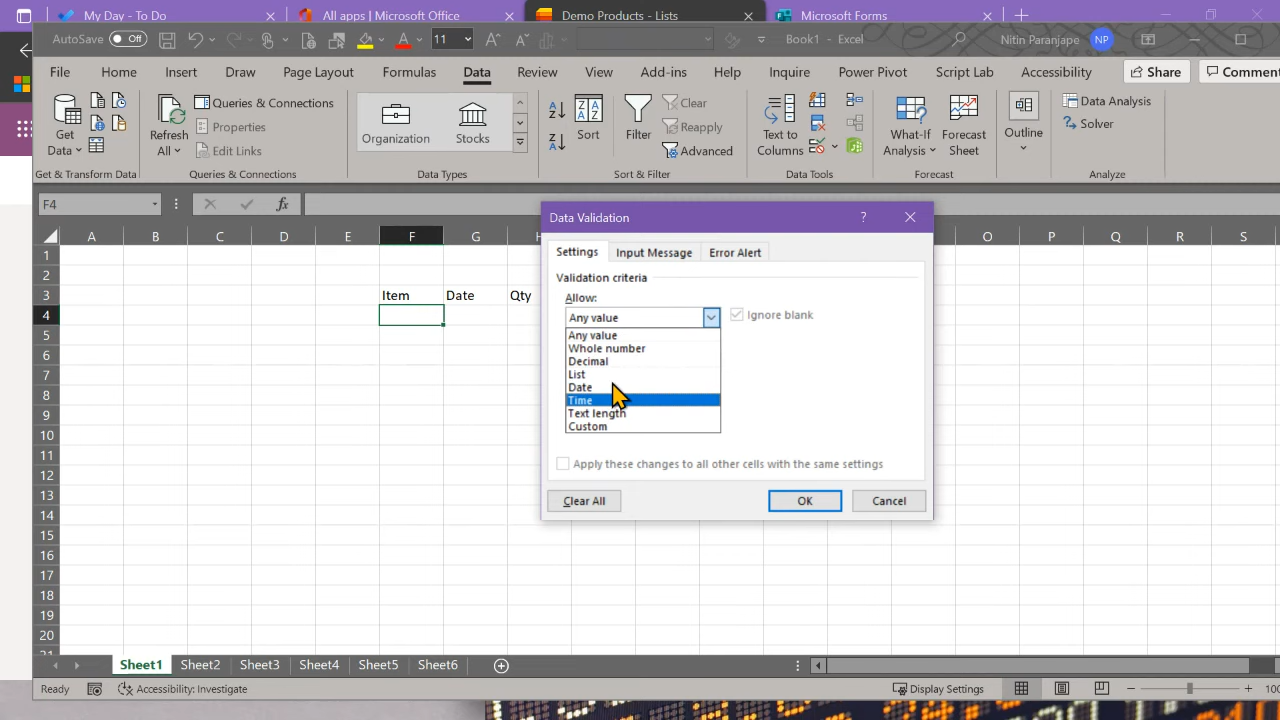 My Day - To Do
All apps | Microsoft Office
Demo Products - Lists
Microsoft Forms
AutoSave Off
11
Book1 - Excel
Nitin Paranjape NP
File Home Insert Draw Page Layout Formulas Data Review View Add-ins Help Inquire Power Pivot Script Lab Accessibility Share Comment
Get Data
Refresh All
Queries & Connections
Properties
Edit Links
Organization
Stocks
Sort
Filter
Clear
Reapply
Advanced
Text to Columns
What-If Analysis
Forecast Sheet
Outline
Data Analysis
Solver
Get & Transform Data Queries & Connections Data Types Sort & Filter Data Tools Forecast Analyze
F4 fx
A B C D E F G H O P Q R S
1
2
3 Item Date Qty
4
5
6
7
8
9
10
11
12
13
14
15
16
17
18
19
20
21
Data Validation ?
Settings Input Message Error Alert
Validation criteria
Allow:
Any value
Ignore blank
Any value
Whole number
Decimal
List
Date
Time
Text length
Custom
Apply these changes to all other cells with the same settings
Clear All OK Cancel
Sheet1 Sheet2 Sheet3 Sheet4 Sheet5 Sheet6
Ready Accessibility: Investigate Display Settings 100